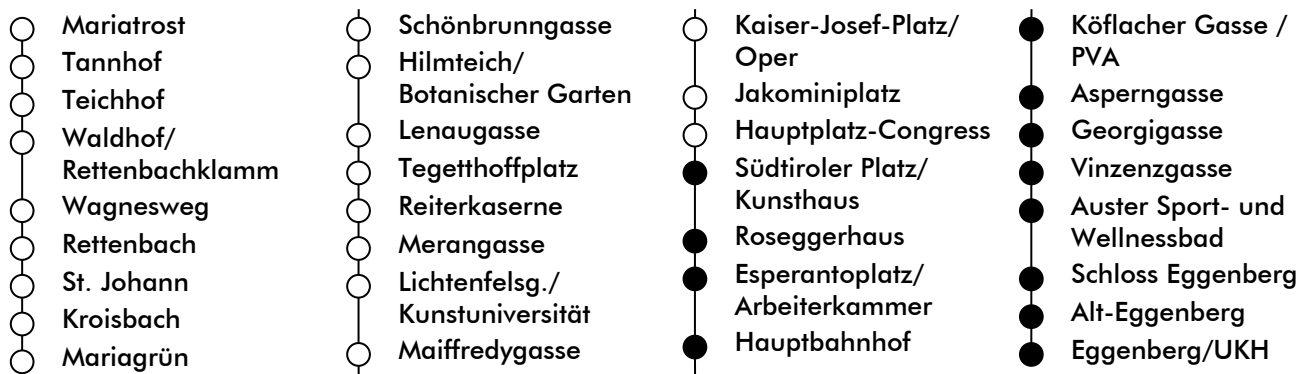 Mariatrost
Tannhof
Teichhof
Waldhof/
Rettenbachklamm
Wagnesweg
Rettenbach
St. Johann
Kroisbach
Mariagrün
Schönbrunngasse
Hilmteich/
Botanischer Garten
Lenaugasse
Tegetthoffplatz
Reiterkaserne
Merangasse
Lichtenfelsg./
Kunstuniversität
Maiffredygasse
Kaiser-Josef-Platz/
Oper
Jakominiplatz
Hauptplatz-Congress
Südtiroler Platz/
Kunsthaus
Roseggerhaus
Esperantoplatz/
Arbeiterkammer
Hauptbahnhof
Köflacher Gasse /
PVA
Asperngasse
Georgigasse
Vinzenzgasse
Auster Sport- und
Wellnessbad
Schloss Eggenberg
Alt-Eggenberg
Eggenberg/UKH